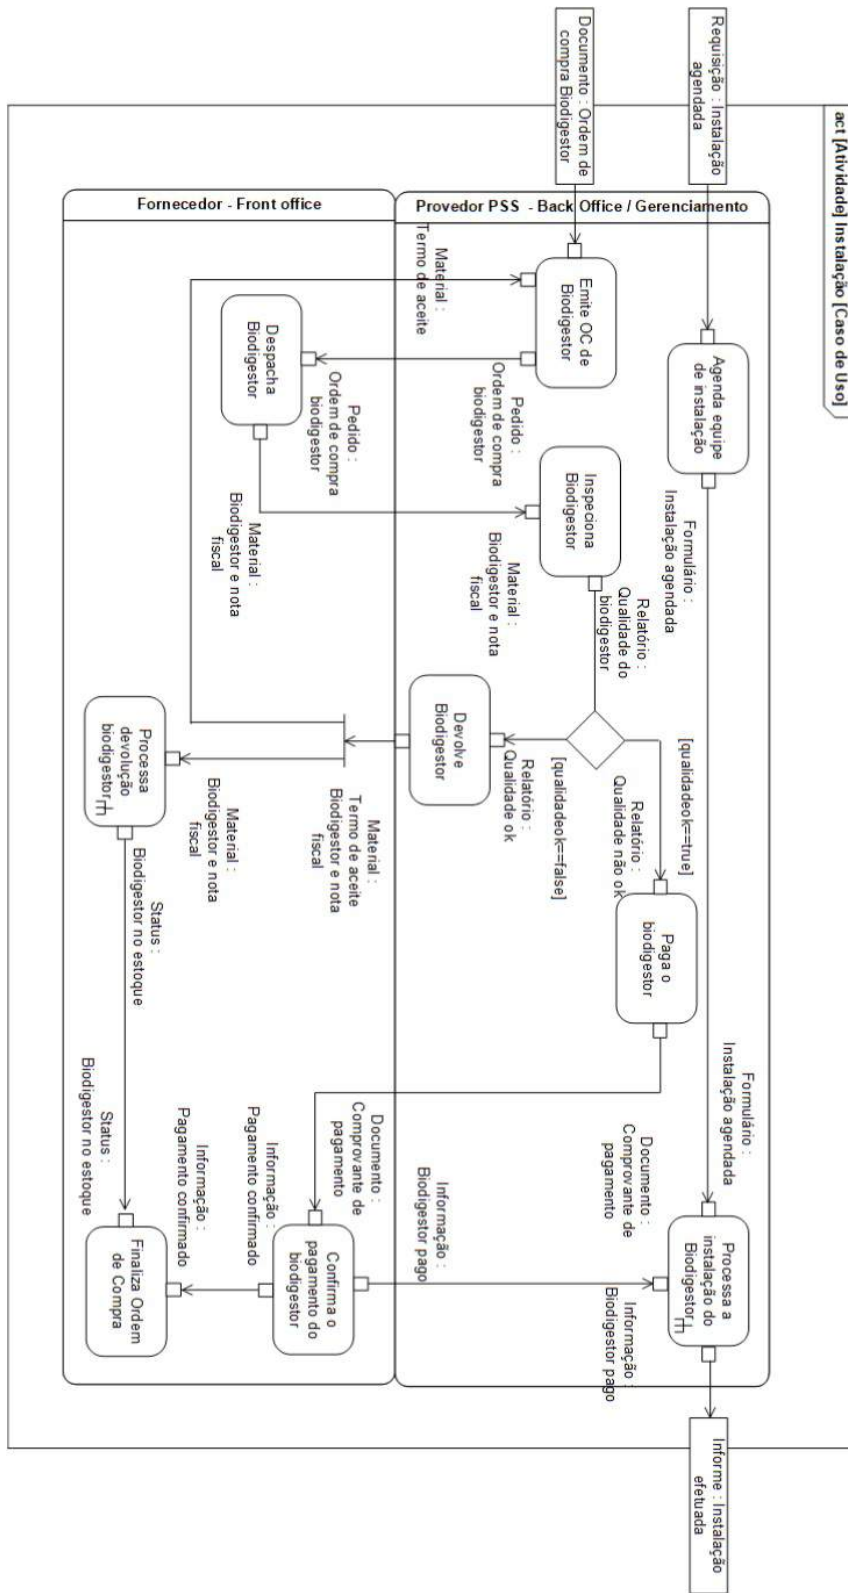 act [Atividade] Instalação [Caso de Uso]
Requisição : Instalação
agendada
Documento : Ordem de
compra Biodigestor
Provedor PSS - Back Office / Gerenciamento
Fornecedor - Front office
Agenda equipe
de instalação
Formulário :
Instalação agendada
Formulário :
Instalação agendada
Emite OC de
Biodigestor
Material :
Termo de aceite
Pedido :
Ordem de compra
biodigestor
Pedido :
Ordem de compra
biodigestor
Despacha
Biodigestor
Material :
Biodigestor e nota
fiscal
Material :
Biodigestor e nota
fiscal
Inspeciona
Biodigestor
Relatório :
Qualidade do
biodigestor
[qualidadeok==true]
Relatório :
Qualidade não ok
[qualidadeok==false]
Relatório :
Qualidade ok
Devolve
Biodigestor
Material :
Termo de aceite
Biodigestor e nota
fiscal
Material :
Biodigestor e nota
fiscal
Processa
devolução
biodigestor
Status :
Biodigestor no estoque
Status :
Biodigestor no estoque
Paga o
biodigestor
Documento :
Comprovante de
pagamento
Documento :
Comprovante de
pagamento
Confirma o
pagamento do
biodigestor
Informação :
Pagamento confirmado
Informação :
Pagamento confirmado
Finaliza Ordem
de Compra
Informação :
Biodigestor pago
Informação :
Biodigestor pago
Processa a
instalação do
Biodigestor
Informe : Instalação
efetuada